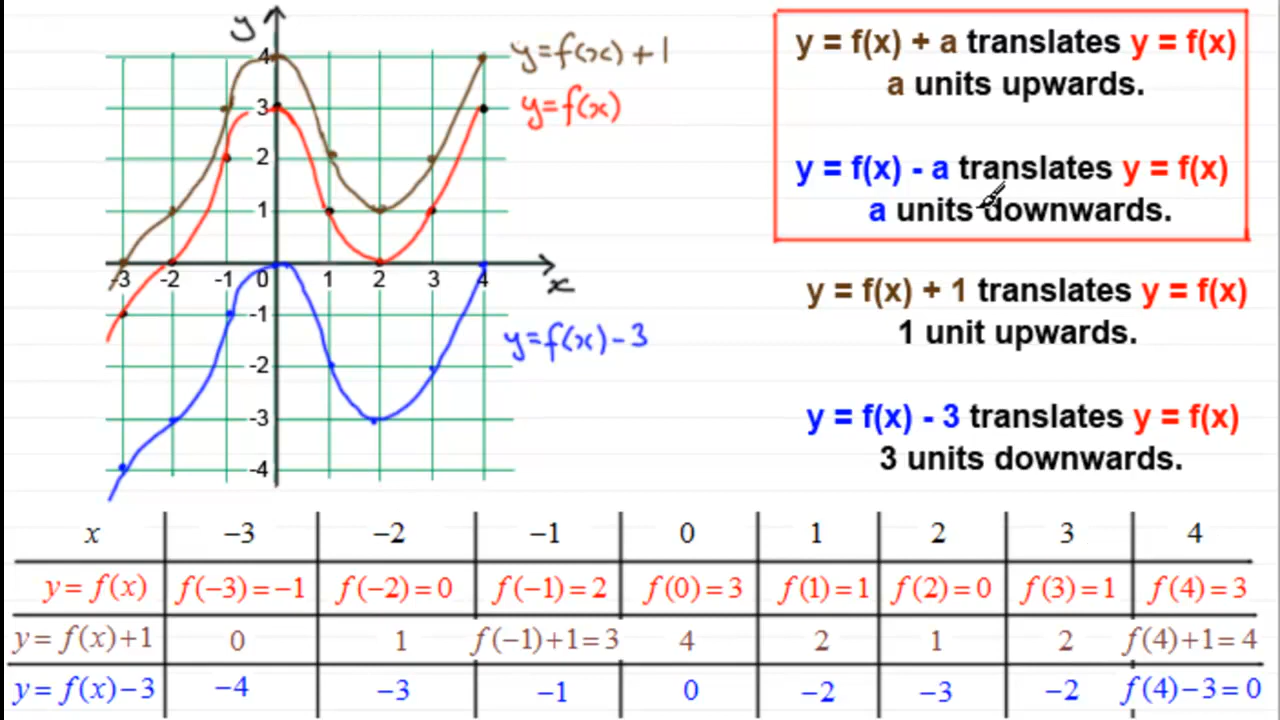 y
y=f(x)+1
y=f(x)
y=f(x)-3
x
4
3
2
1
-3 -2 -1 0 1 2 3 4
-1
-2
-3
-4
y = f(x) + a translates y = f(x)
a units upwards.
y = f(x) - a translates y = f(x)
a units downwards.
y = f(x) + 1 translates y = f(x)
1 unit upwards.
y = f(x) - 3 translates y = f(x)
3 units downwards.
x −3 −2 −1 0 1 2 3 4
y = f(x) f(−3) = −1 f(−2) = 0 f(−1) = 2 f(0) = 3 f(1) = 1 f(2) = 0 f(3) = 1 f(4) = 3
y = f(x)+1 0 1 f(−1)+1 = 3 4 2 1 2 f(4)+1 = 4
y = f(x)−3 −4 −3 −1 0 −2 −3 −2 f(4)−3 = 0